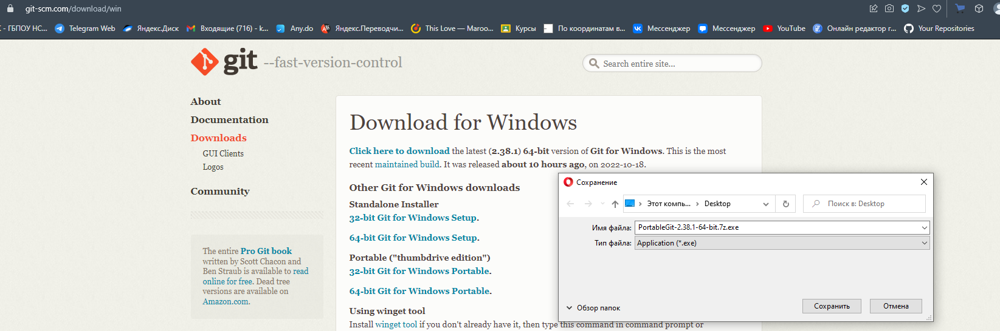 git-scm.com/download/win
С - ГБПОУ НС... Telegram Web Яндекс.Диск Входящие (716) - k... Any.do Яндекс.Переводчи... This Love — Maroo... Курсы По координатам в... Мессенджер Мессенджер YouTube Онлайн редактор г... Your Repositories
git --fast-version-control
Search entire site...
About
Documentation
Downloads
GUI Clients
Logos
Community
The entire Pro Git book
written by Scott Chacon and
Ben Straub is available to read
online for free. Dead tree
versions are available on
Amazon.com.
Download for Windows
Click here to download the latest (2.38.1) 64-bit version of Git for Windows. This is the most
recent maintained build. It was released about 10 hours ago, on 2022-10-18.
Other Git for Windows downloads
Standalone Installer
32-bit Git for Windows Setup.
64-bit Git for Windows Setup.
Portable ("thumbdrive edition")
32-bit Git for Windows Portable.
64-bit Git for Windows Portable.
Using winget tool
Install winget tool if you don't already have it, then type this command in command prompt or
Сохранение
Этот компь... Desktop
Поиск в: Desktop
Имя файла: PortableGit-2.38.1-64-bit.7z.exe
Тип файла: Application (*.exe)
Обзор папок
Сохранить Отмена